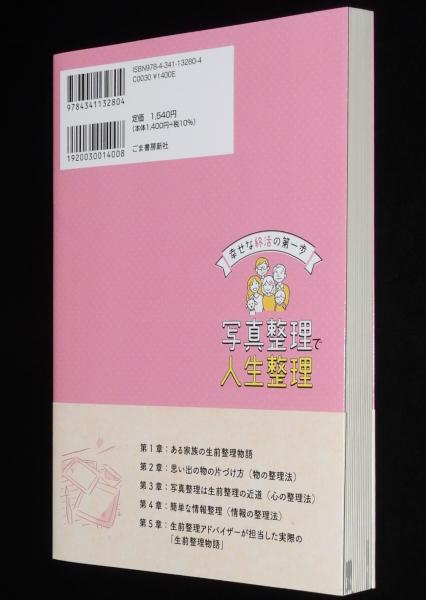 ISBN978-4-341-13280-4
C0030 ¥1400E
9784341132804
定価 1,540円
(本体1,400円+税10%)
1920030014008
ごま書房新社
幸せな終活の第一歩
写真整理で
人生整理
第1章：ある家族の生前整理物語
第2章：思い出の物の片づけ方（物の整理法）
第3章：写真整理は生前整理の近道（心の整理法）
第4章：簡単な情報整理（情報の整理法）
第5章：生前整理アドバイザーが担当した実際の
「生前整理物語」